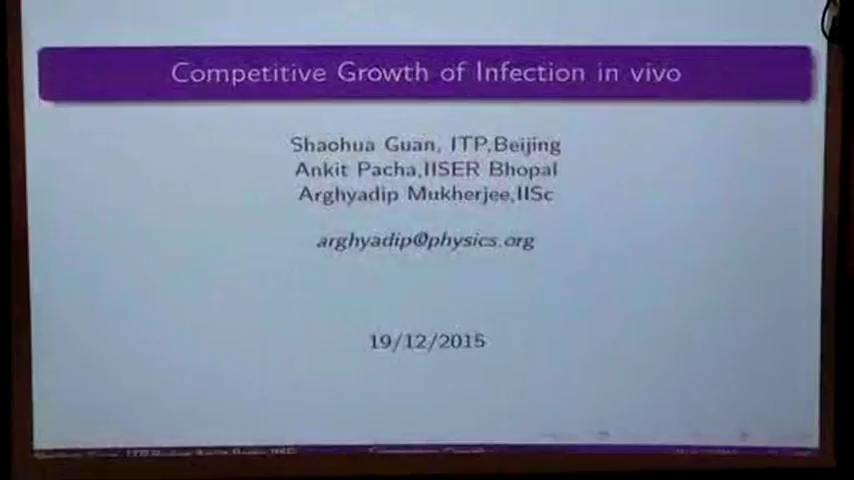 Competitive Growth of Infection in vivo
Shaohua Guan, ITP,Beijing
Ankit Pacha,IISER Bhopal
Arghyadip Mukherjee,IISc
arghyadip@physics.org
19/12/2015